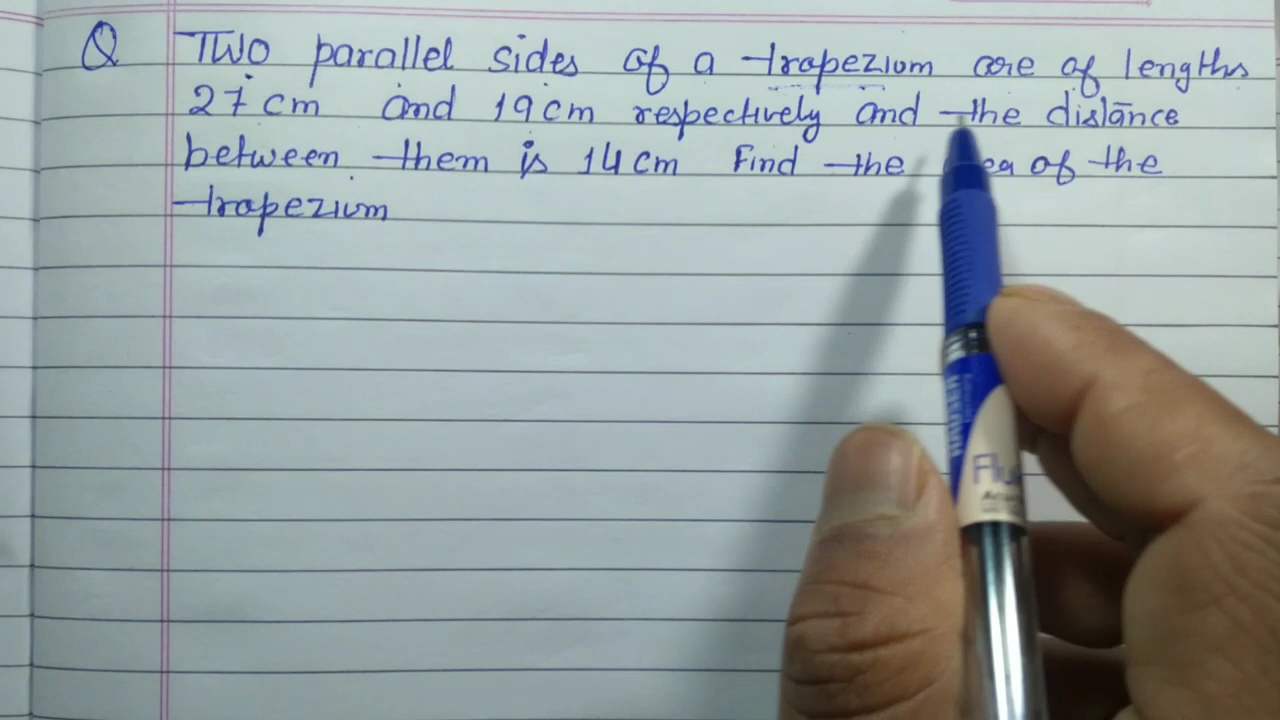 Q Two parallel sides of a trapezium are of lengths
27 cm and 19 cm respectively and the distance
between them is 14 cm Find the of the
trapezium